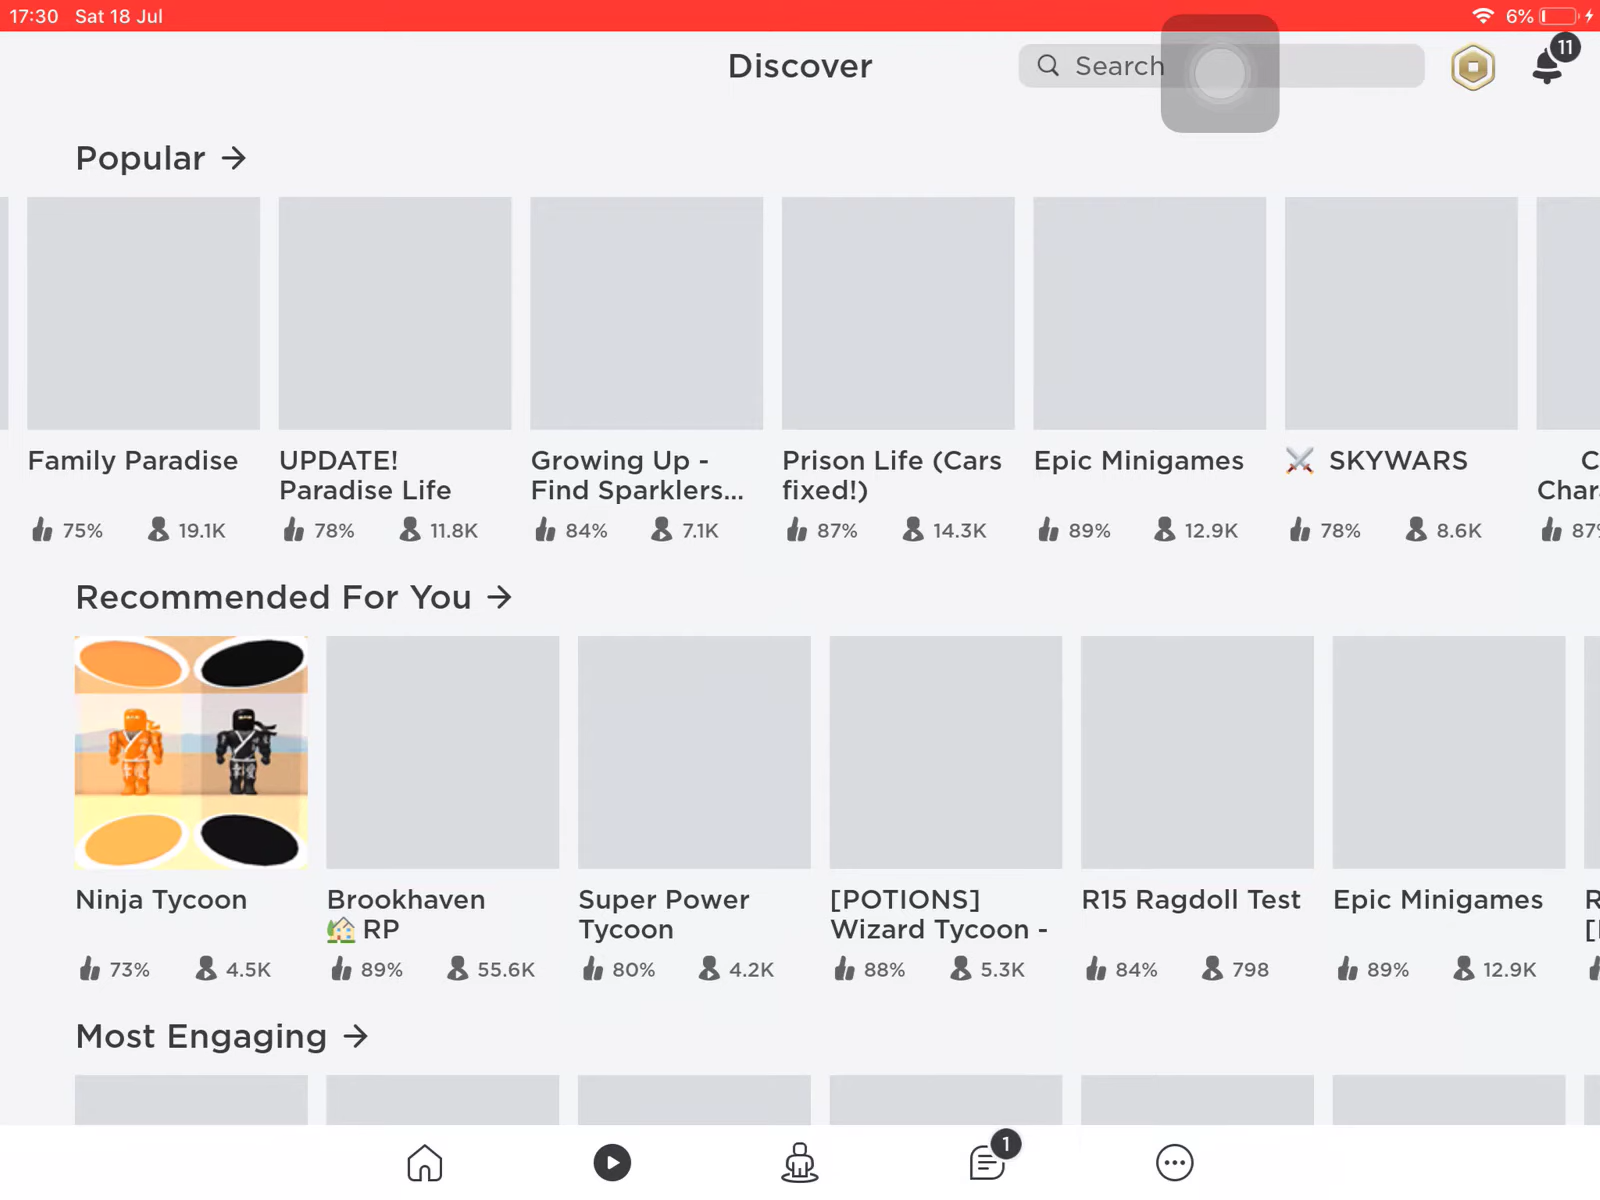 17:30 Sat 18 Jul
6%
Discover
Search
11
Popular →
Family Paradise
75% 19.1K
UPDATE!
Paradise Life
78% 11.8K
Growing Up -
Find Sparklers...
84% 7.1K
Prison Life (Cars
fixed!)
87% 14.3K
Epic Minigames
89% 12.9K
⚔️ SKYWARS
78% 8.6K
C
Char
87%
Recommended For You →
Ninja Tycoon
73% 4.5K
Brookhaven
🏡 RP
89% 55.6K
Super Power
Tycoon
80% 4.2K
[POTIONS]
Wizard Tycoon -
88% 5.3K
R15 Ragdoll Test
84% 798
Epic Minigames
89% 12.9K
R
[
Most Engaging →
1